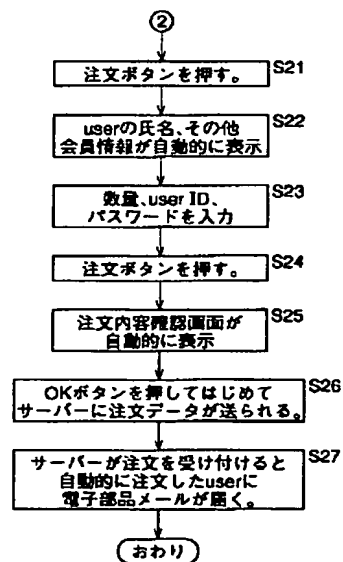 ②
注文ボタンを押す。 S21
userの氏名、その他 S22
会員情報が自動的に表示
数量、user ID、 S23
パスワードを入力
注文ボタンを押す。 S24
注文内容確認画面が S25
自動的に表示
OKボタンを押してはじめて S26
サーバーに注文データが送られる。
サーバーが注文を受け付けると S27
自動的に注文したuserに
電子部品メールが届く。
おわり